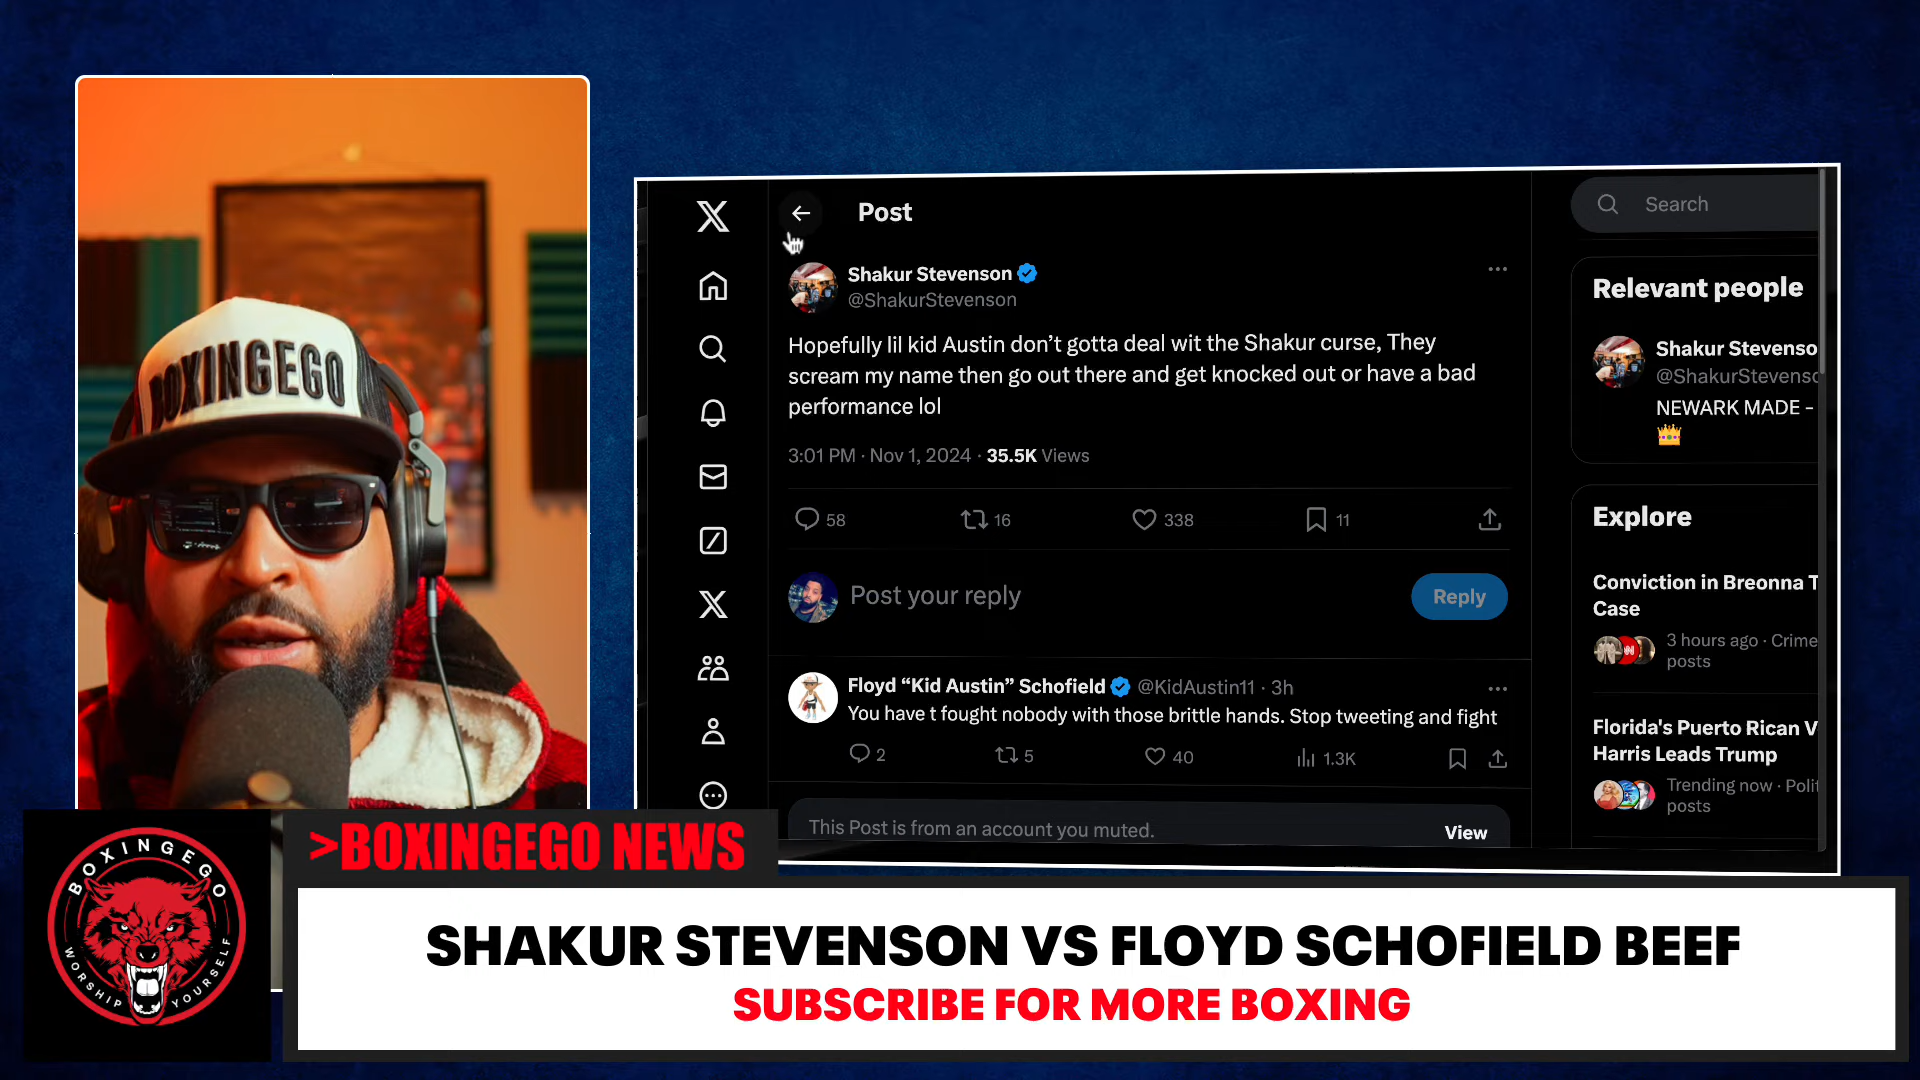 BOXINGEGO
Post
Search
Shakur Stevenson
@ShakurStevenson
Hopefully lil kid Austin don’t gotta deal wit the Shakur curse, They
scream my name then go out there and get knocked out or have a bad
performance lol
3:01 PM · Nov 1, 2024 · 35.5K Views
58 16 338 11
Post your reply
Reply
Floyd “Kid Austin” Schofield @KidAustin11 · 3h
You have t fought nobody with those brittle hands. Stop tweeting and fight
2 5 40 1.3K
This Post is from an account you muted.
View
Relevant people
Shakur Stevenso
@ShakurStevenso
NEWARK MADE -
Explore
Conviction in Breonna T
Case
3 hours ago · Crime
posts
Florida's Puerto Rican V
Harris Leads Trump
Trending now · Polit
posts
BOXINGEGO
WORSHIP YOURSELF
>BOXINGEGO NEWS
SHAKUR STEVENSON VS FLOYD SCHOFIELD BEEF
SUBSCRIBE FOR MORE BOXING